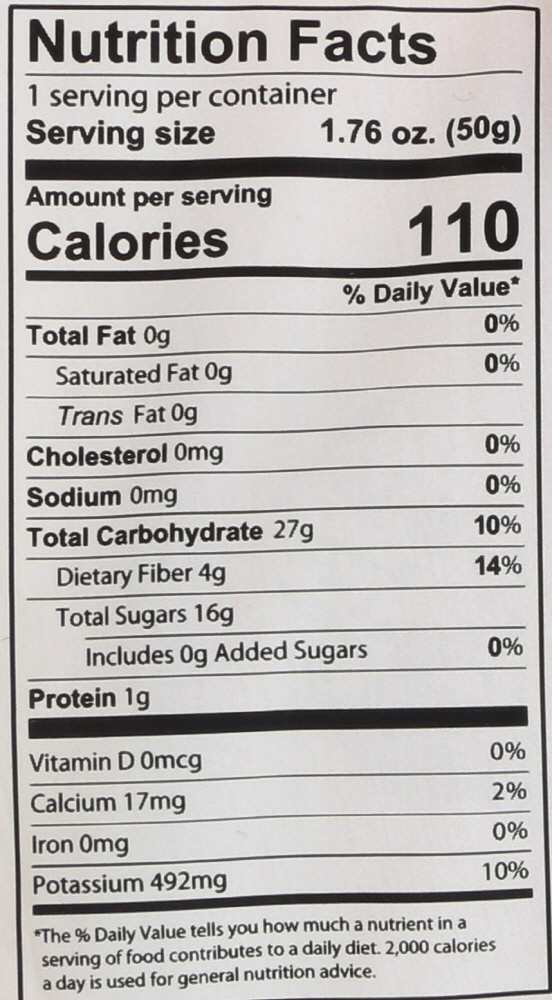 Nutrition Facts
1 serving per container
Serving size 1.76 oz. (50g)
Amount per serving
Calories 110
% Daily Value*
Total Fat 0g 0%
Saturated Fat 0g 0%
Trans Fat 0g
Cholesterol 0mg 0%
Sodium 0mg 0%
Total Carbohydrate 27g 10%
Dietary Fiber 4g 14%
Total Sugars 16g
Includes 0g Added Sugars 0%
Protein 1g
Vitamin D 0mcg 0%
Calcium 17mg 2%
Iron 0mg 0%
Potassium 492mg 10%
*The % Daily Value tells you how much a nutrient in a
serving of food contributes to a daily diet. 2,000 calories
a day is used for general nutrition advice.